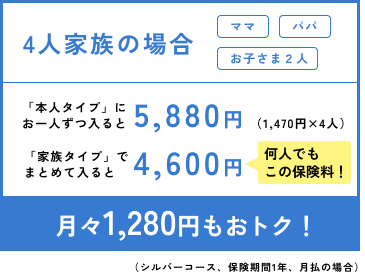 4人家族の場合
ママ
パパ
お子さま2人
「本人タイプ」に
お一人ずつ入ると
5,880円
（1,470円×4人）
「家族タイプ」で
まとめて入ると
4,600円
何人でも
この保険料！
月々1,280円もおトク！
（シルバーコース、保険期間1年、月払の場合）